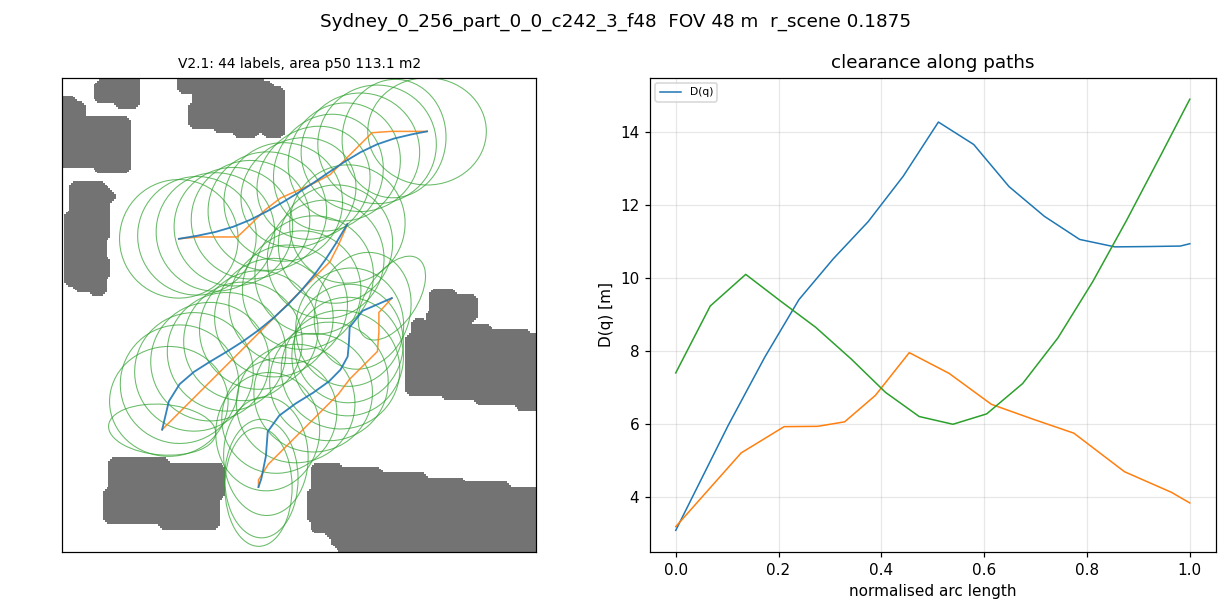 Sydney_0_256_part_0_0_c242_3_f48  FOV 48 m  r_scene 0.1875
V2.1: 44 labels, area p50 113.1 m2
clearance along paths
D(q)
14
12
10
8
6
4
D(q) [m]
0.0 0.2 0.4 0.6 0.8 1.0
normalised arc length